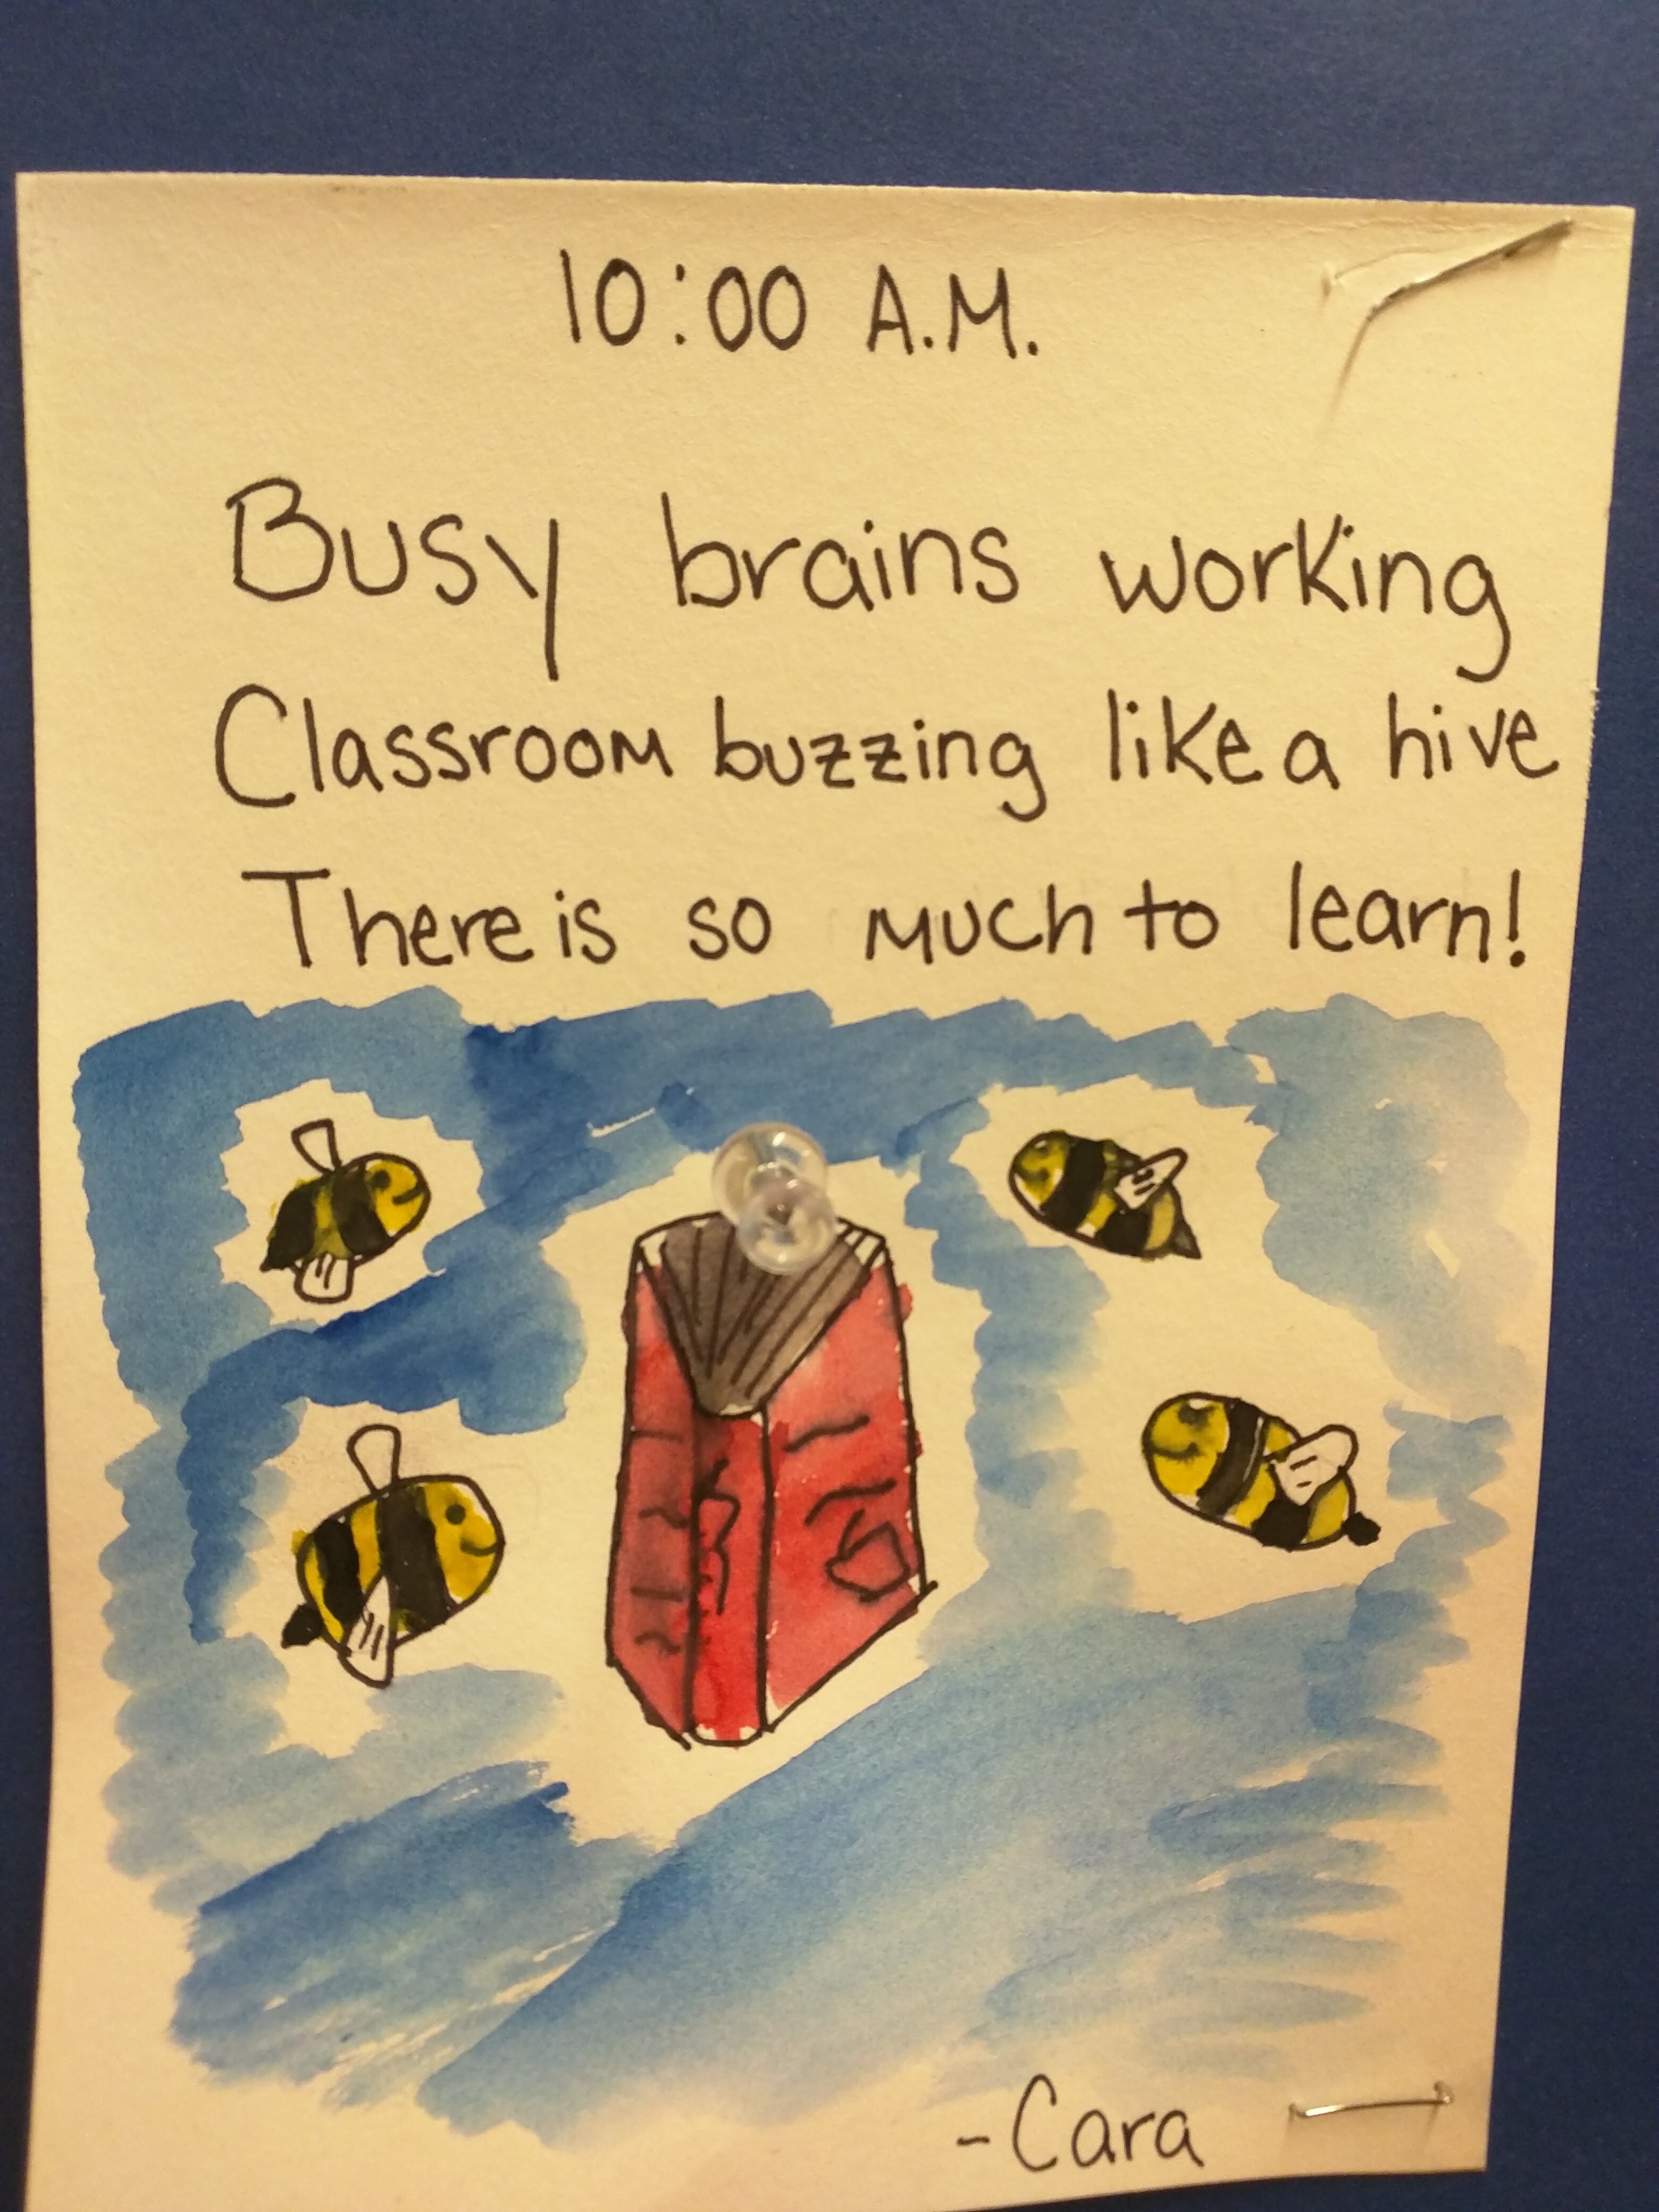 10:00 A.M.
Busy brains working
Classroom buzzing like a hive
There is so much to learn!
-Cara